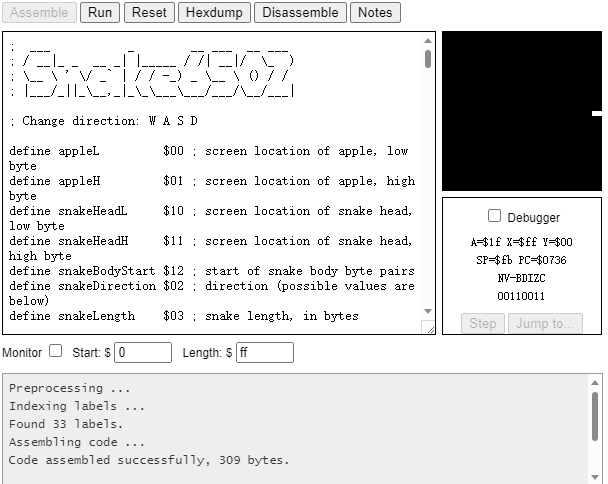 Assemble Run Reset Hexdump Disassemble Notes
;  ___           _        __ ___  __ ___
; / __|_ _  __ _| |_____ / /| __|/  \_  )
; \__ \ ' \/ _` | / / -_) _ \__ \ () / /
; |___/_||_\__,_|_\_\___\___/___/\__/___|
; Change direction: W A S D
define appleL         $00 ; screen location of apple, low
byte
define appleH         $01 ; screen location of apple, high
byte
define snakeHeadL     $10 ; screen location of snake head,
low byte
define snakeHeadH     $11 ; screen location of snake head,
high byte
define snakeBodyStart $12 ; start of snake body byte pairs
define snakeDirection $02 ; direction (possible values are
below)
define snakeLength    $03 ; snake length, in bytes
Debugger
A=$1f X=$ff Y=$00
SP=$fb PC=$0736
NV-BDIZC
00110011
Step Jump to...
Monitor Start: $ 0 Length: $ ff
Preprocessing ...
Indexing labels ...
Found 33 labels.
Assembling code ...
Code assembled successfully, 309 bytes.